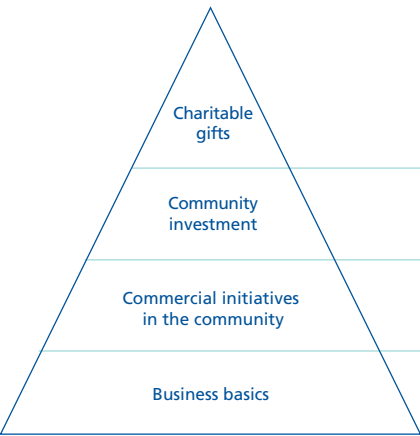 Charitable
gifts
Community
investment
Commercial initiatives
in the community
Business basics